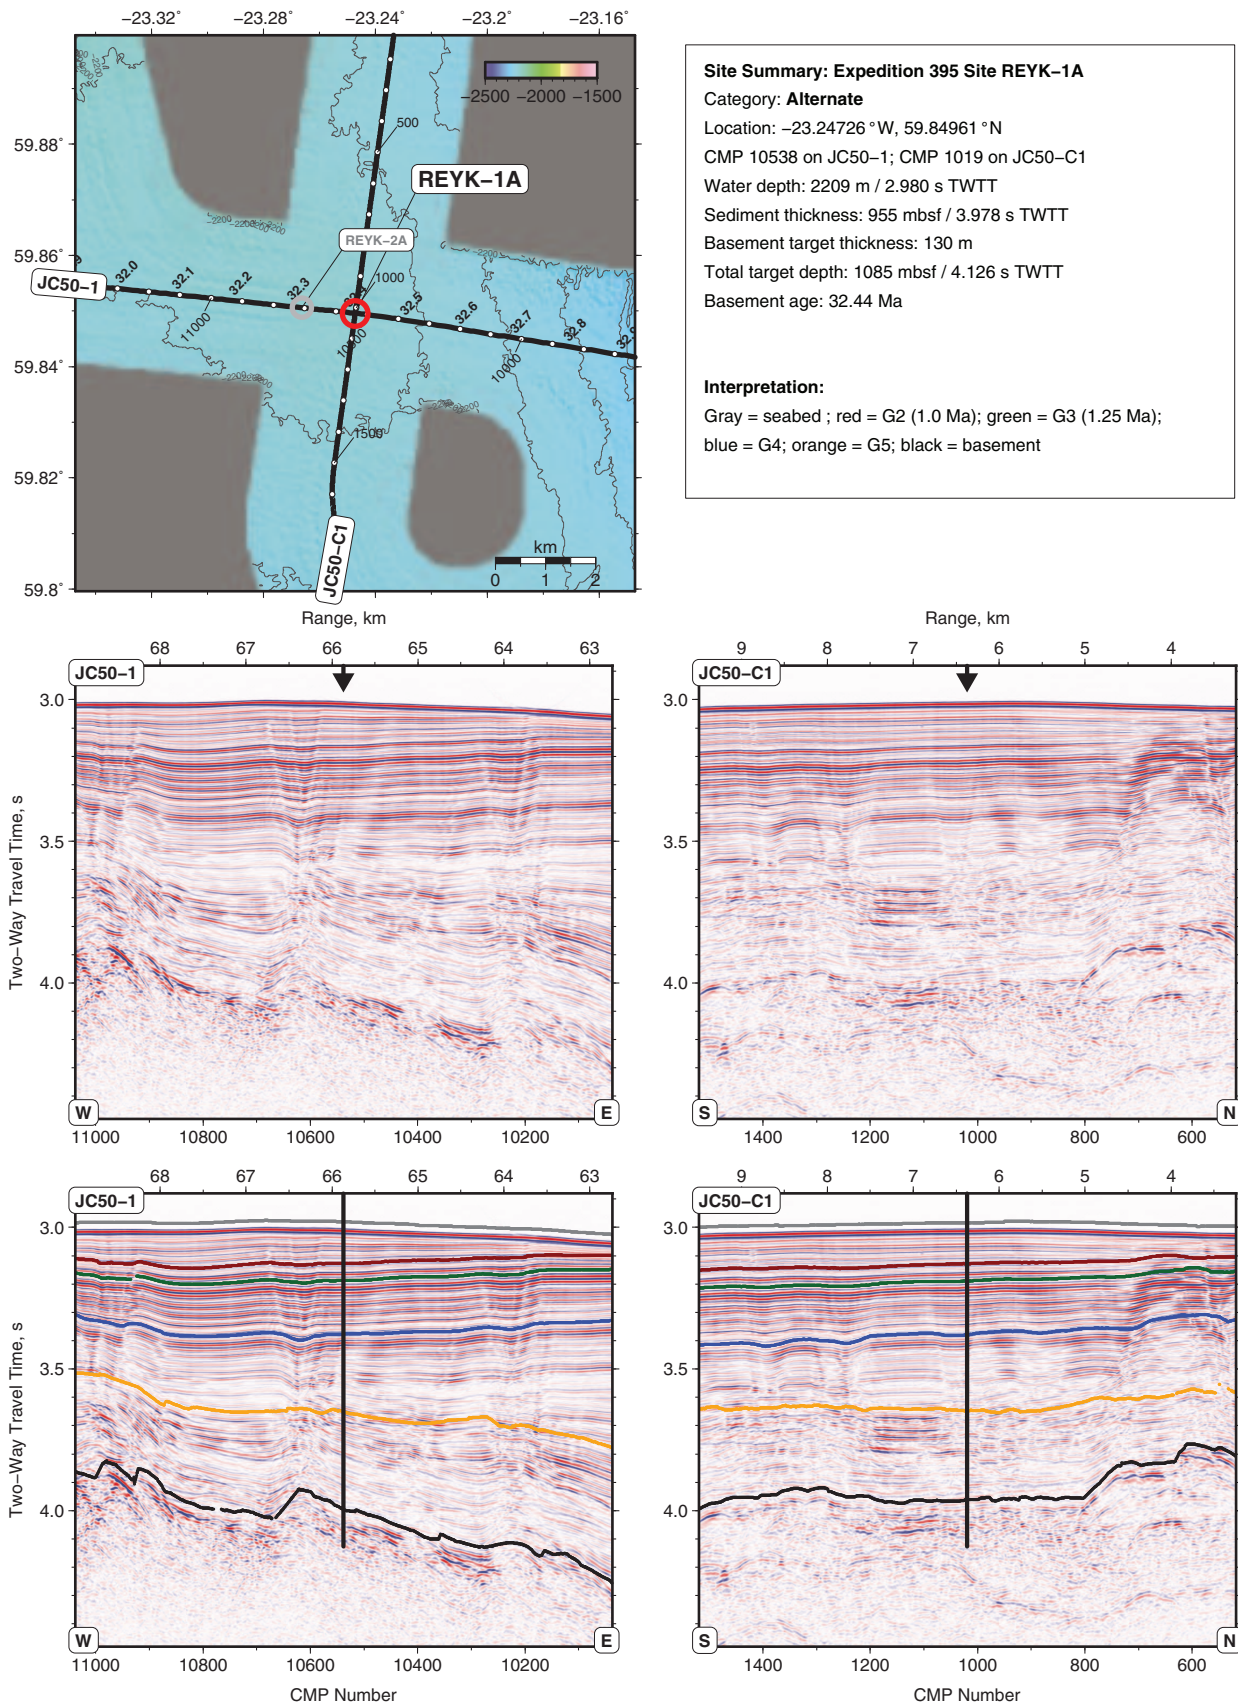 −23.32˚ −23.28˚ −23.24˚ −23.2˚ −23.16˚
−2500 −2000 −1500
59.88˚
59.86˚
59.84˚
59.82˚
59.8˚
500
REYK−1A
REYK−2A
1000
JC50−1
32.0 32.1 32.2 32.3 32.5 32.6 32.7 32.8
11000
10000
1500
JC50−C1
km
0 1 2
Site Summary: Expedition 395 Site REYK−1A
Category: Alternate
Location: −23.24726 °W, 59.84961 °N
CMP 10538 on JC50−1; CMP 1019 on JC50−C1
Water depth: 2209 m / 2.980 s TWTT
Sediment thickness: 955 mbsf / 3.978 s TWTT
Basement target thickness: 130 m
Total target depth: 1085 mbsf / 4.126 s TWTT
Basement age: 32.44 Ma
Interpretation:
Gray = seabed ; red = G2 (1.0 Ma); green = G3 (1.25 Ma);
blue = G4; orange = G5; black = basement
Range, km
68 67 66 65 64 63
JC50−1
3.0
3.5
4.0
Two−Way Travel Time, s
W E
11000 10800 10600 10400 10200
Range, km
9 8 7 6 5 4
JC50−C1
3.0
3.5
4.0
S N
1400 1200 1000 800 600
68 67 66 65 64 63
JC50−1
3.0
3.5
4.0
Two−Way Travel Time, s
W E
11000 10800 10600 10400 10200
CMP Number
9 8 7 6 5 4
JC50−C1
3.0
3.5
4.0
S N
1400 1200 1000 800 600
CMP Number